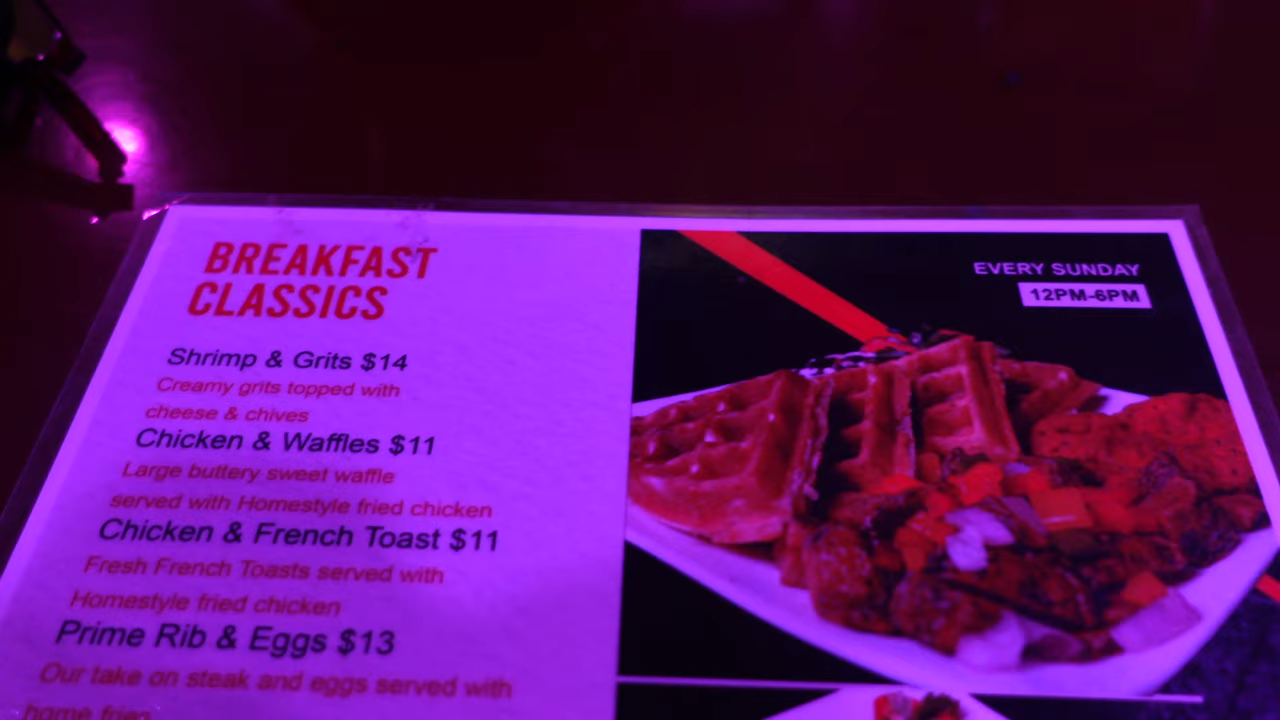 BREAKFAST
CLASSICS
Shrimp & Grits $14
Creamy grits topped with
cheese & chives
Chicken & Waffles $11
Large buttery sweet waffle
served with Homestyle fried chicken
Chicken & French Toast $11
Fresh French Toasts served with
Homestyle fried chicken
Prime Rib & Eggs $13
Our take on steak and eggs served with
home fries
EVERY SUNDAY
12PM-6PM